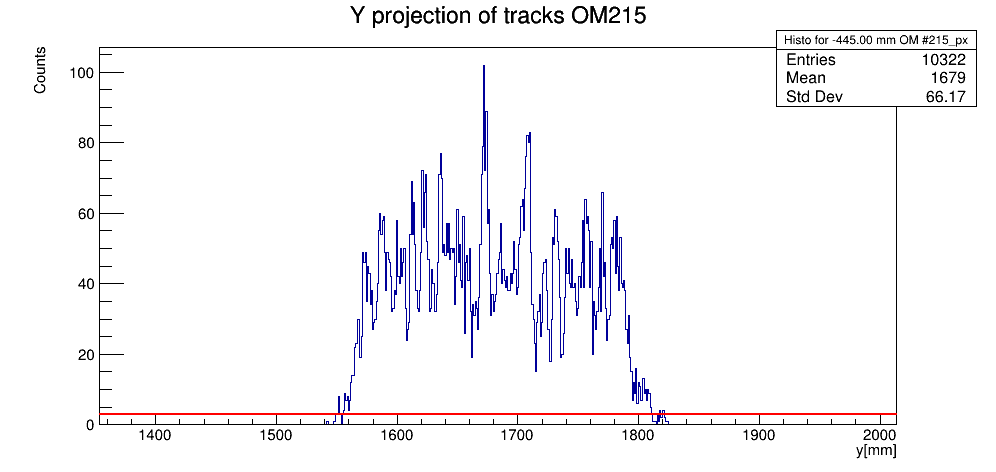 Y projection of tracks OM215
Histo for -445.00 mm OM #215_px
Entries 10322
Mean 1679
Std Dev 66.17
Counts
100
80
60
40
20
0
1400 1500 1600 1700 1800 1900 2000
y[mm]